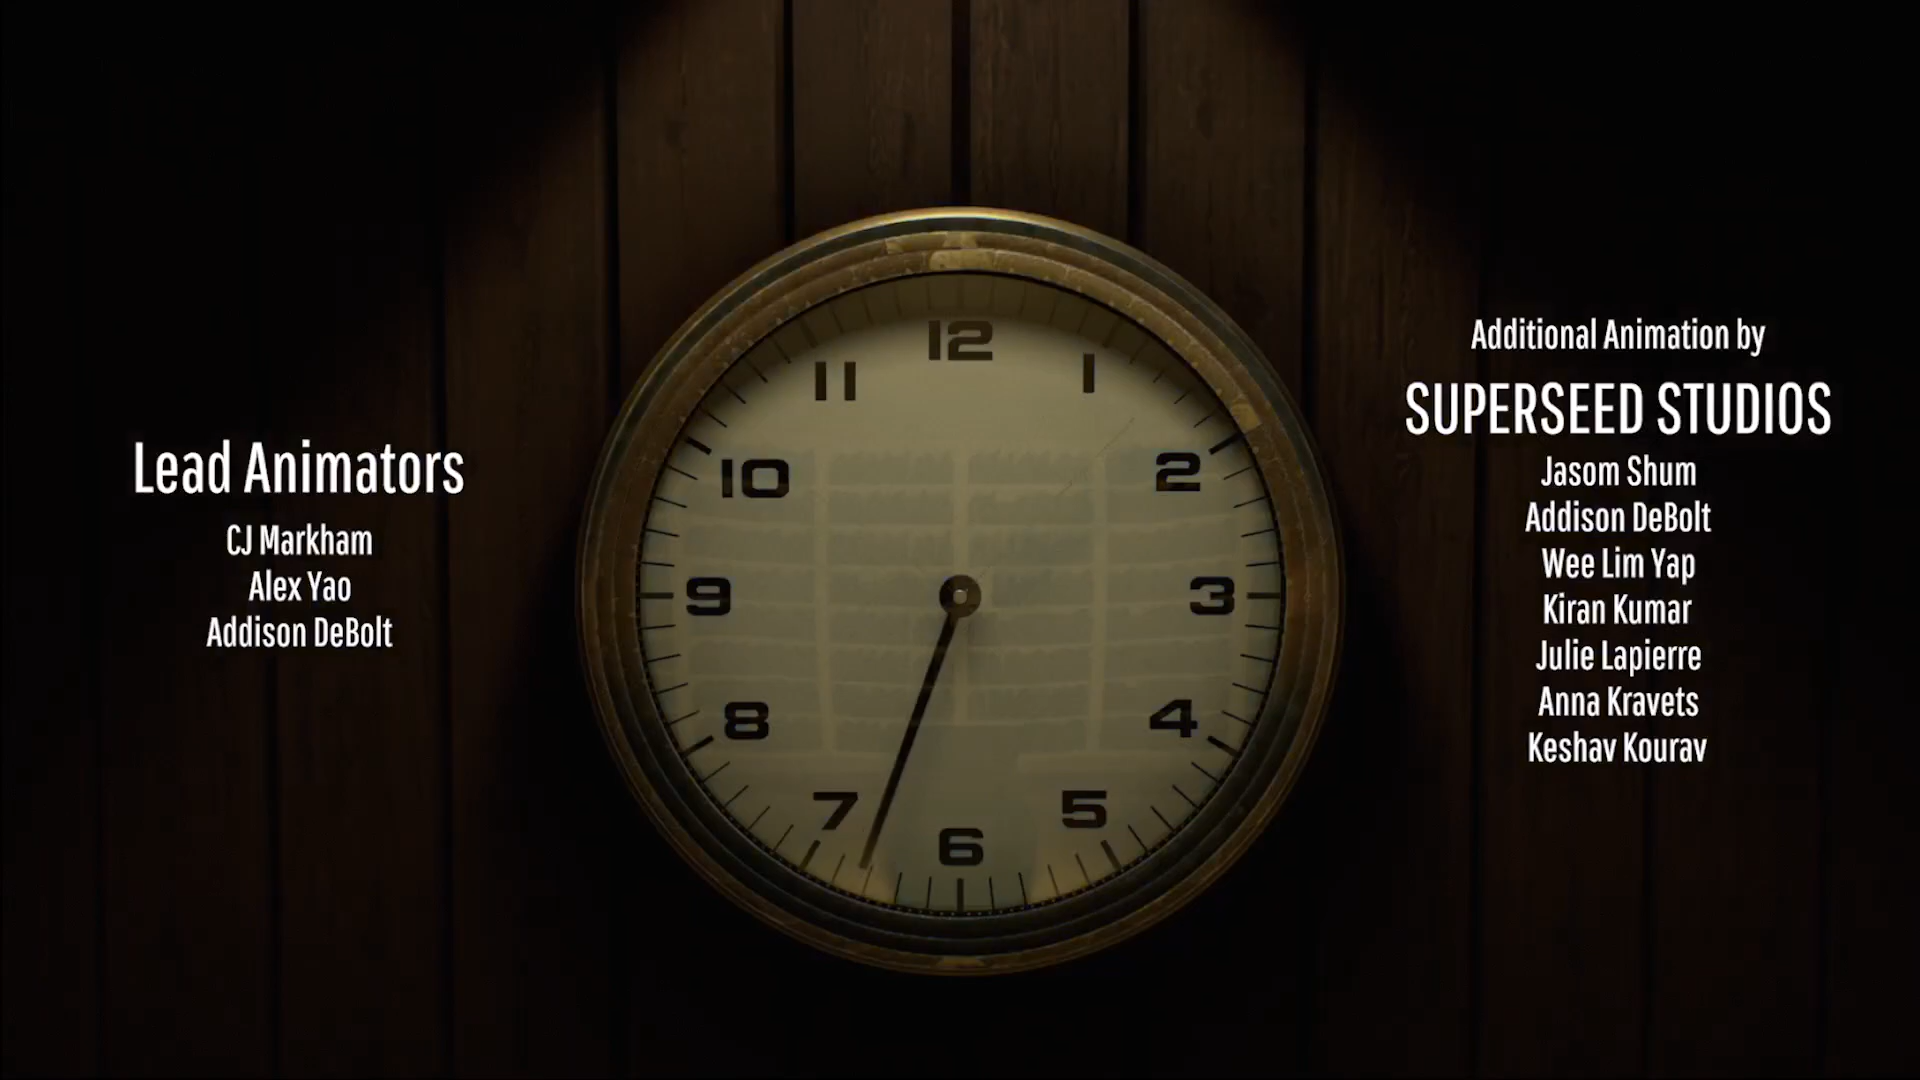 Lead Animators
CJ Markham
Alex Yao
Addison DeBolt
12
11
1
10
2
9
3
8
4
7
5
6
Additional Animation by
SUPERSEED STUDIOS
Jasom Shum
Addison DeBolt
Wee Lim Yap
Kiran Kumar
Julie Lapierre
Anna Kravets
Keshav Kourav